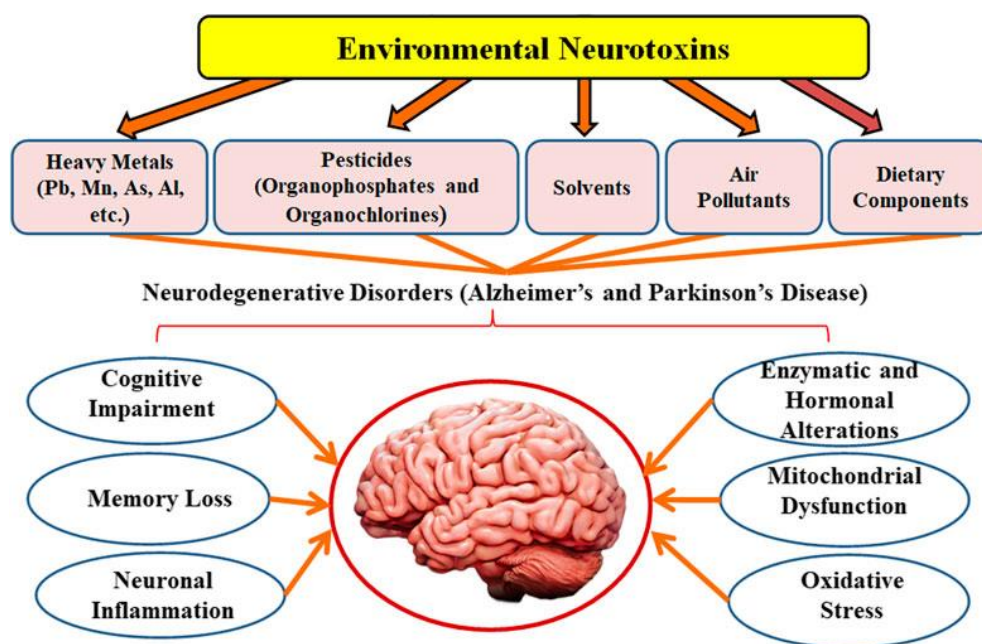 Environmental Neurotoxins
Heavy Metals
(Pb, Mn, As, Al,
etc.)
Pesticides
(Organophosphates and
Organochlorines)
Solvents
Air
Pollutants
Dietary
Components
Neurodegenerative Disorders (Alzheimer’s and Parkinson’s Disease)
Cognitive
Impairment
Memory Loss
Neuronal
Inflammation
Enzymatic and
Hormonal
Alterations
Mitochondrial
Dysfunction
Oxidative
Stress